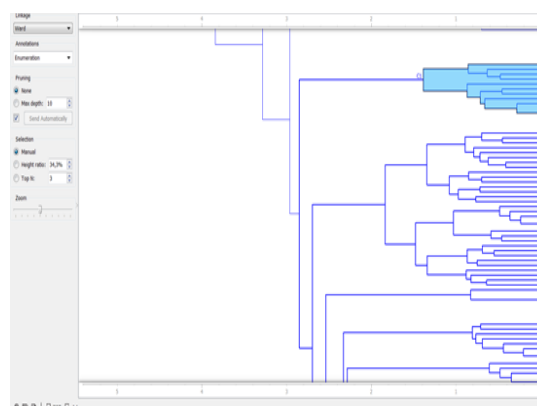 Linkage
Ward
Annotations
Enumeration
Pruning
None
Max depth: 10
Send Automatically
Selection
Manual
Height ratio: 34,3%
Top N: 3
Zoom
5 4 3 2 1
5 4 3 2 1